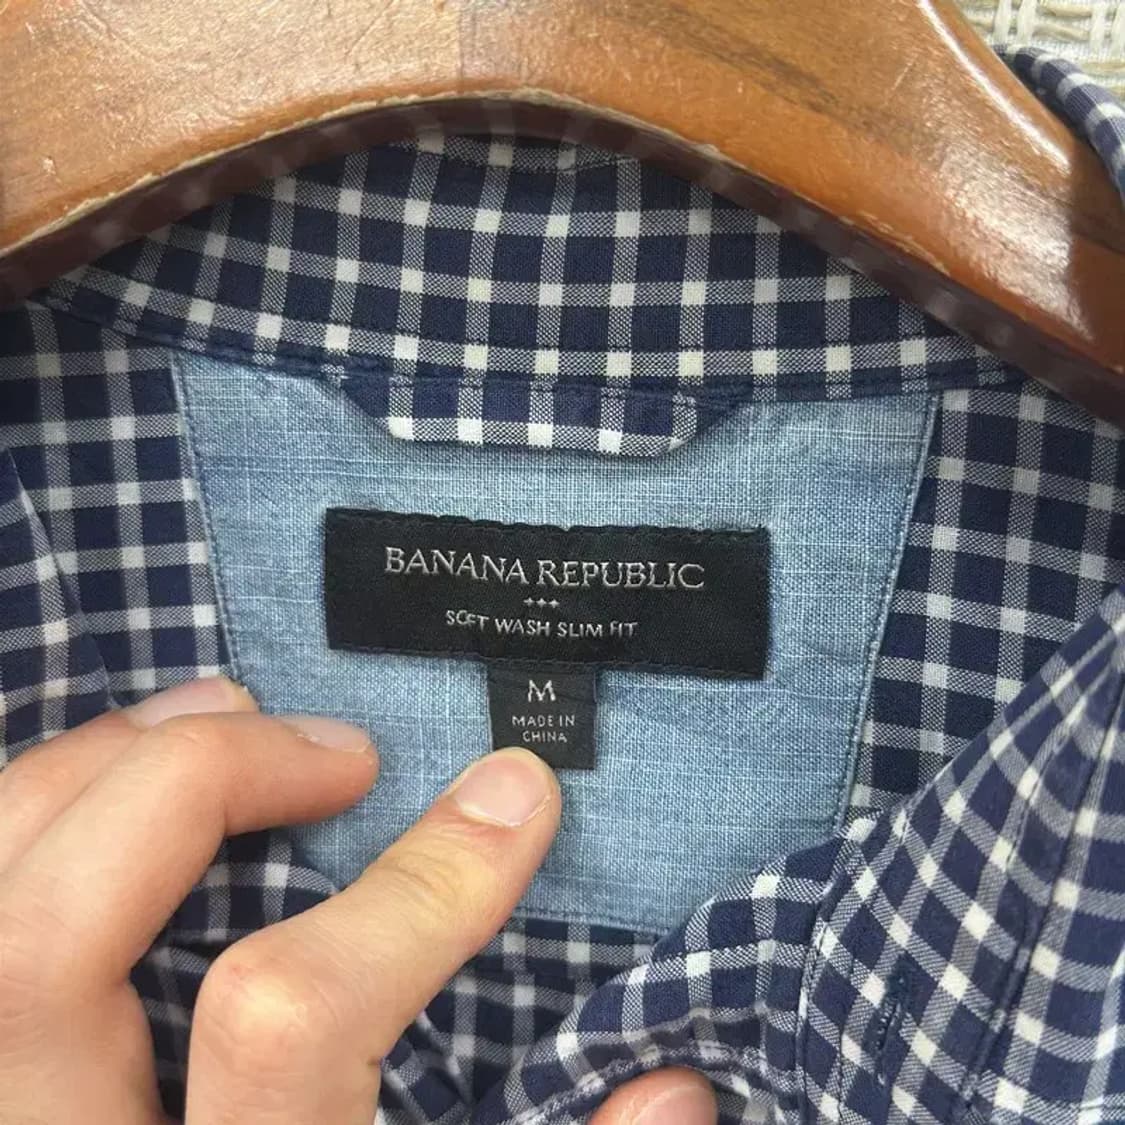 BANANA REPUBLIC
SOFT WASH SLIM FIT
M
MADE IN
CHINA